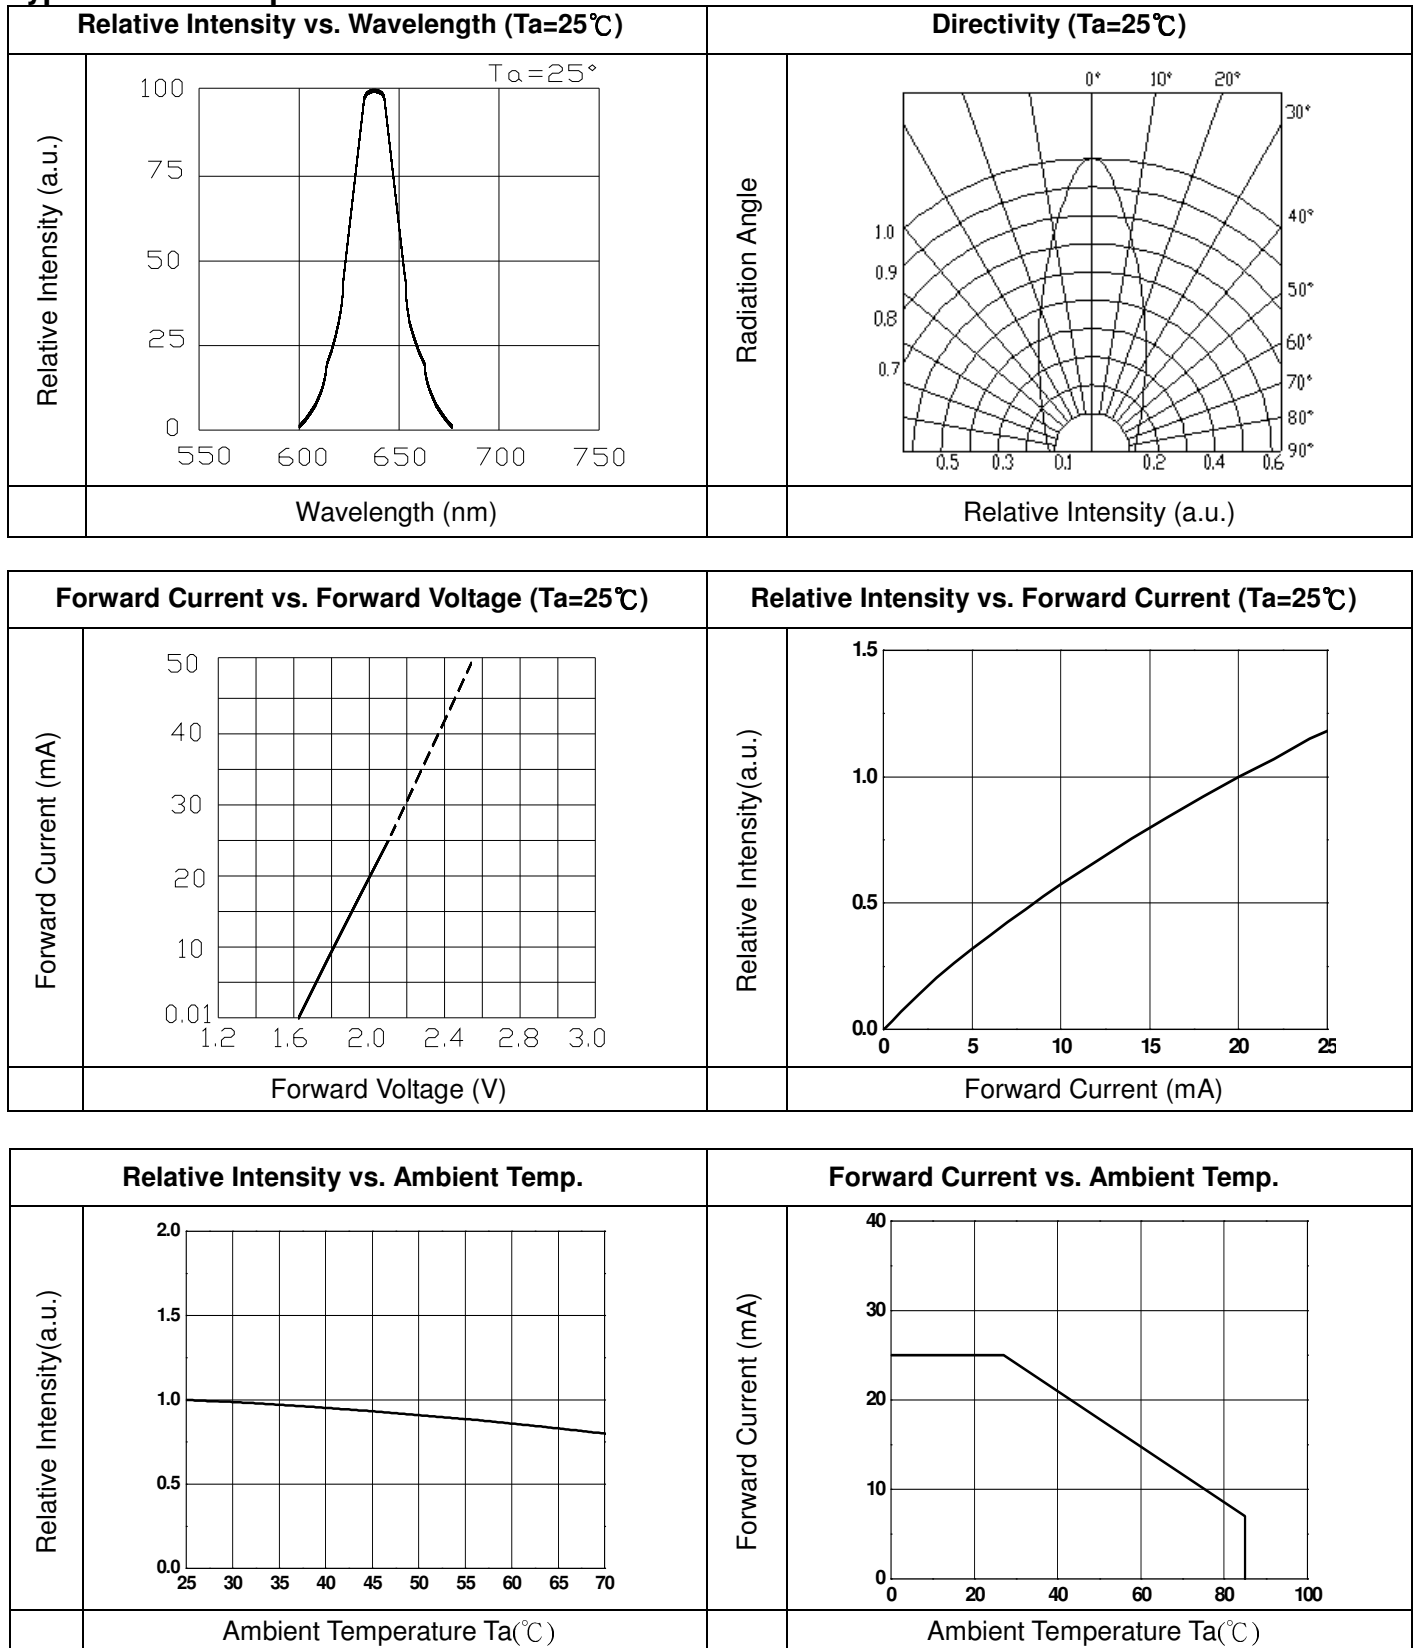 Relative Intensity vs. Wavelength (Ta=25℃)
Directivity (Ta=25℃)
Ta=25°
Relative Intensity (a.u.)
100
75
50
25
0
550 600 650 700 750
Wavelength (nm)
Radiation Angle
0° 10° 20°
30°
40°
50°
60°
70°
80°
90°
1.0
0.9
0.8
0.7
0.5 0.3 0.1 0.2 0.4 0.6
Relative Intensity (a.u.)
Forward Current vs. Forward Voltage (Ta=25℃)
Relative Intensity vs. Forward Current (Ta=25℃)
Forward Current (mA)
50
40
30
20
10
0.01
1.2 1.6 2.0 2.4 2.8 3.0
Forward Voltage (V)
Relative Intensity(a.u.)
1.5
1.0
0.5
0.0
0 5 10 15 20 25
Forward Current (mA)
Relative Intensity vs. Ambient Temp.
Forward Current vs. Ambient Temp.
Relative Intensity(a.u.)
2.0
1.5
1.0
0.5
0.0
25 30 35 40 45 50 55 60 65 70
Ambient Temperature Ta(℃)
Forward Current (mA)
40
30
20
10
0
0 20 40 60 80 100
Ambient Temperature Ta(℃)